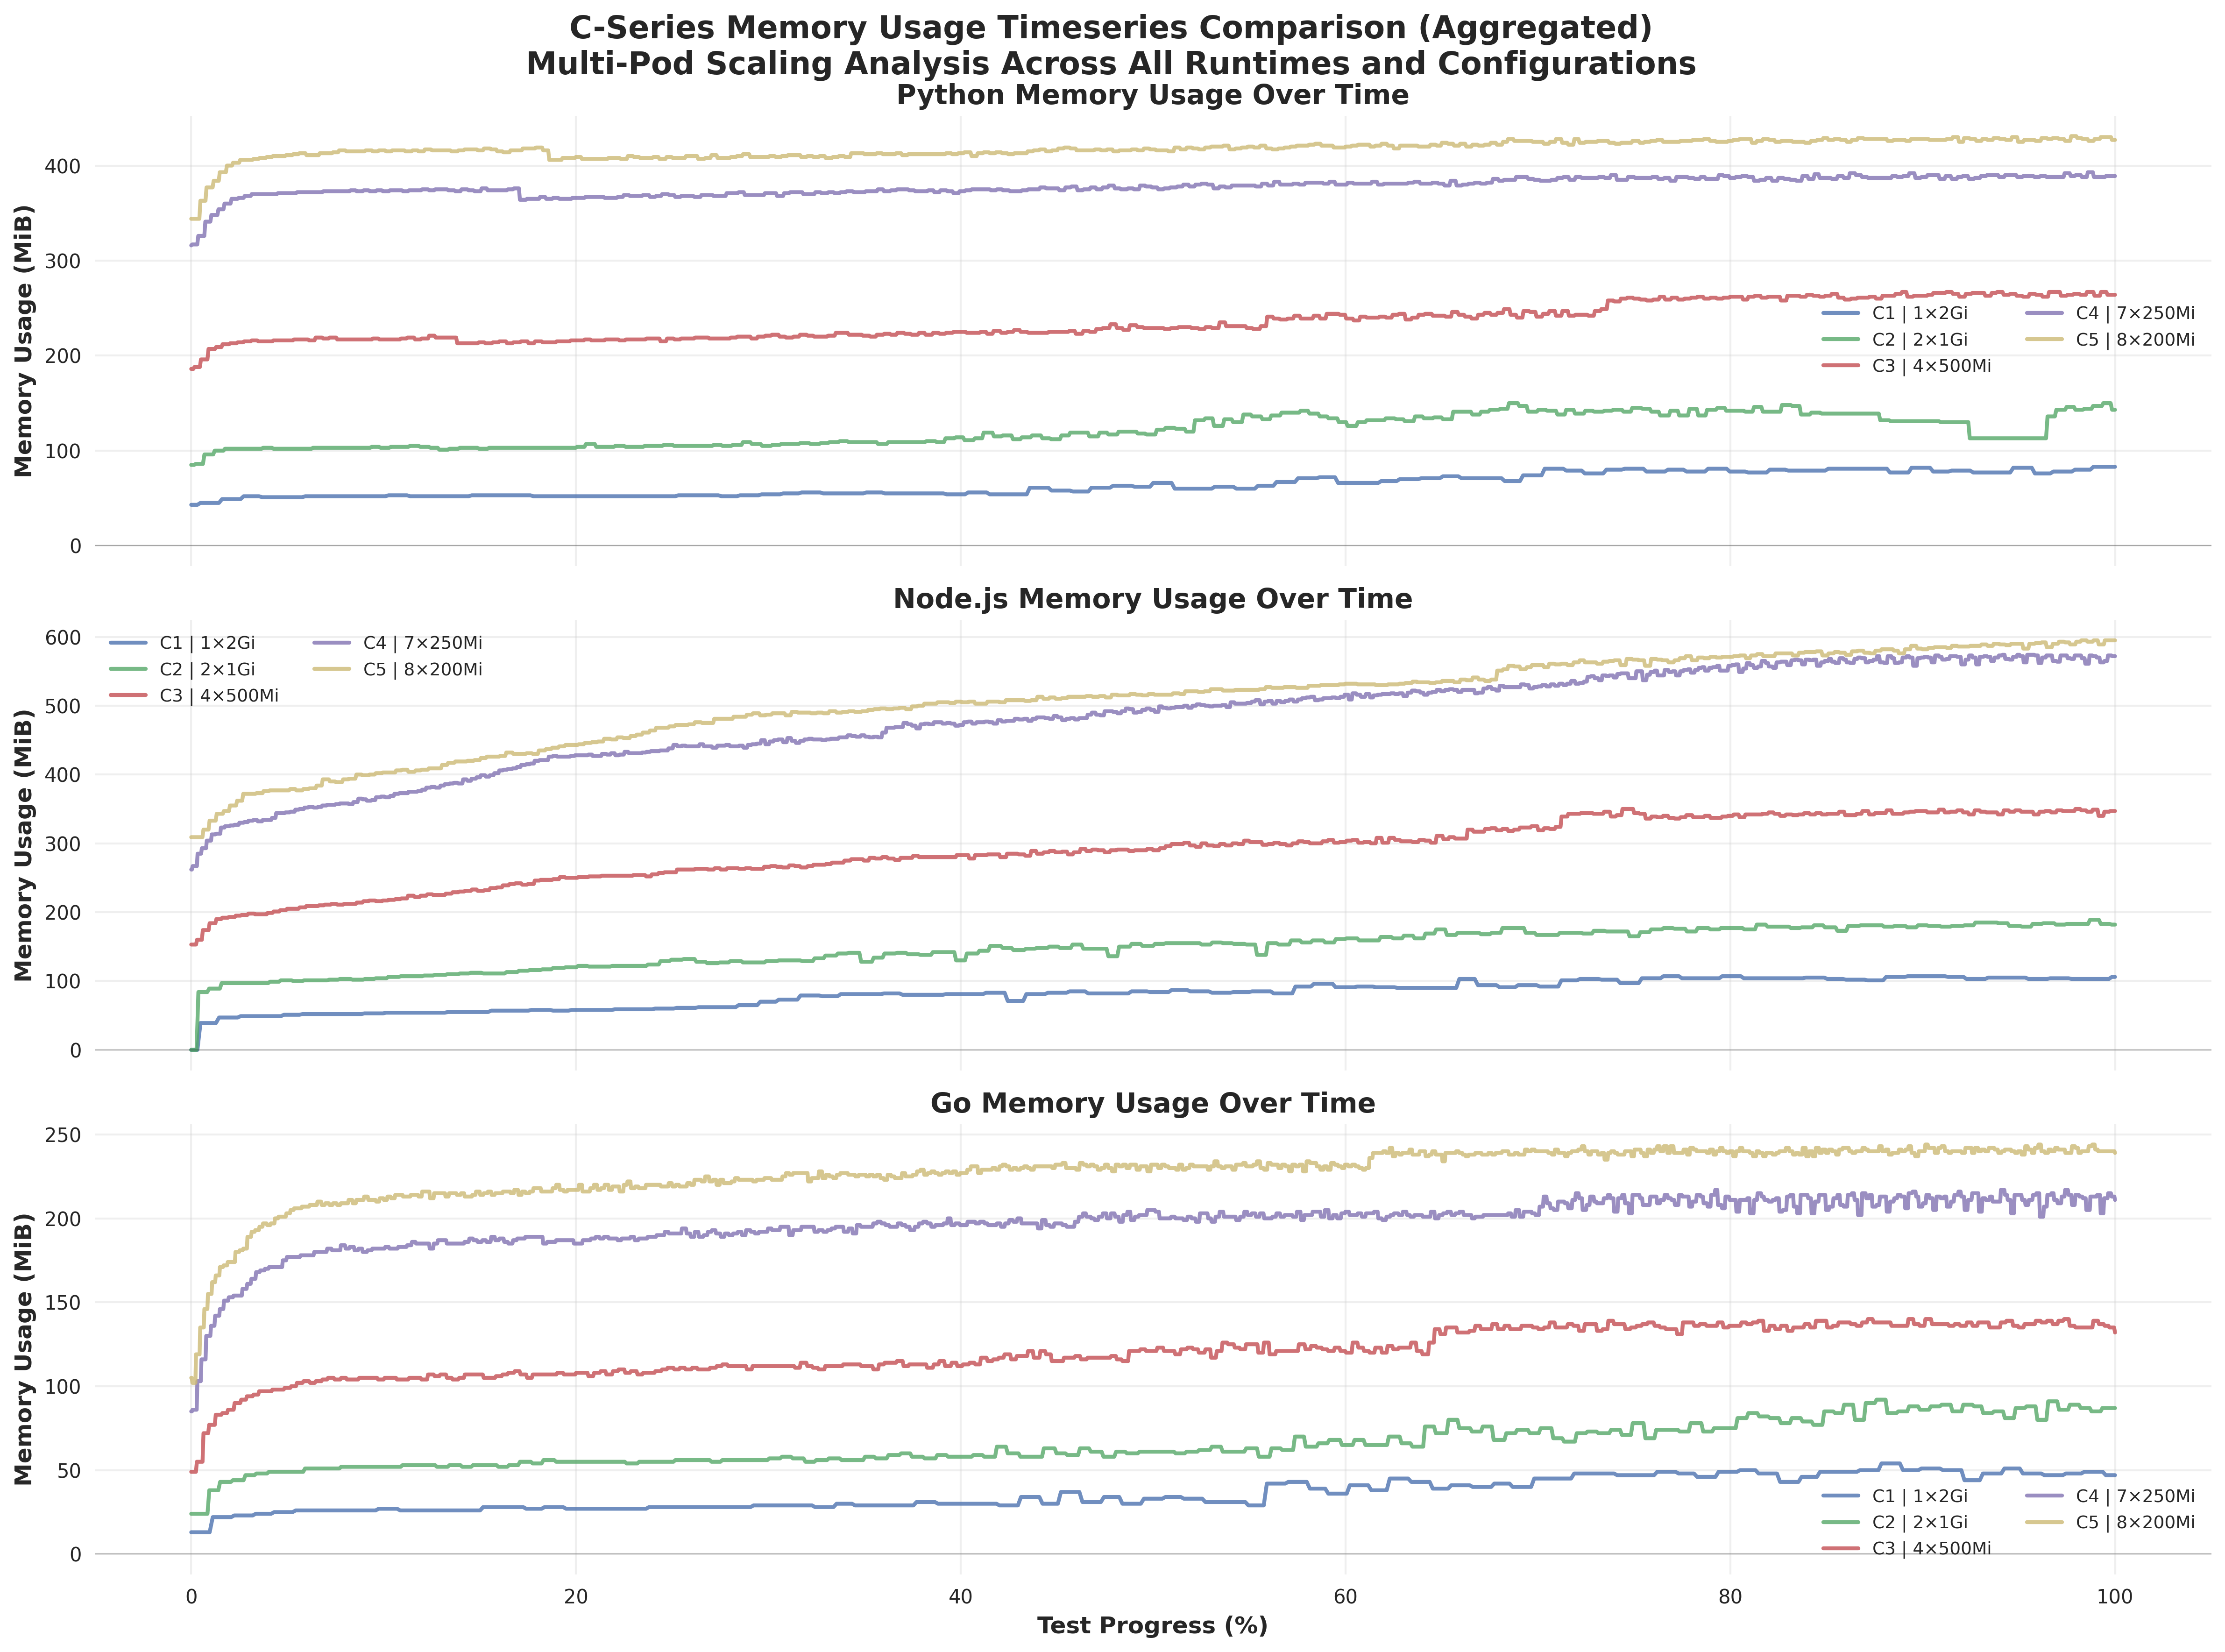 C-Series Memory Usage Timeseries Comparison (Aggregated)
Multi-Pod Scaling Analysis Across All Runtimes and Configurations
Python Memory Usage Over Time
Memory Usage (MiB)
400
300
200
100
0
C1 | 1×2Gi
C2 | 2×1Gi
C3 | 4×500Mi
C4 | 7×250Mi
C5 | 8×200Mi
Node.js Memory Usage Over Time
Memory Usage (MiB)
600
500
400
300
200
100
0
C1 | 1×2Gi
C2 | 2×1Gi
C3 | 4×500Mi
C4 | 7×250Mi
C5 | 8×200Mi
Go Memory Usage Over Time
Memory Usage (MiB)
250
200
150
100
50
0
C1 | 1×2Gi
C2 | 2×1Gi
C3 | 4×500Mi
C4 | 7×250Mi
C5 | 8×200Mi
0 20 40 60 80 100
Test Progress (%)